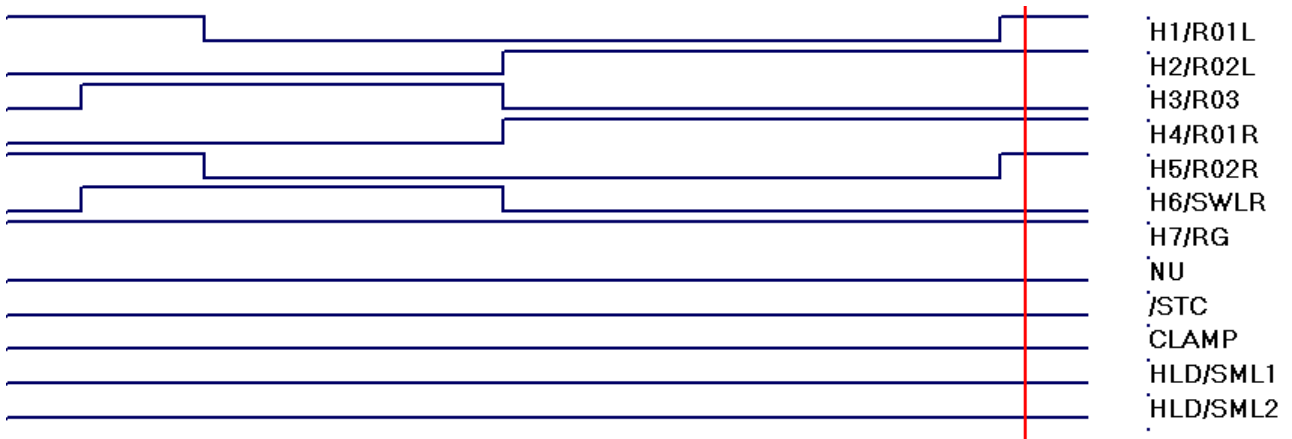 H1/R01L
H2/R02L
H3/R03
H4/R01R
H5/R02R
H6/SWLR
H7/RG
NU
/STC
CLAMP
HLD/SML1
HLD/SML2